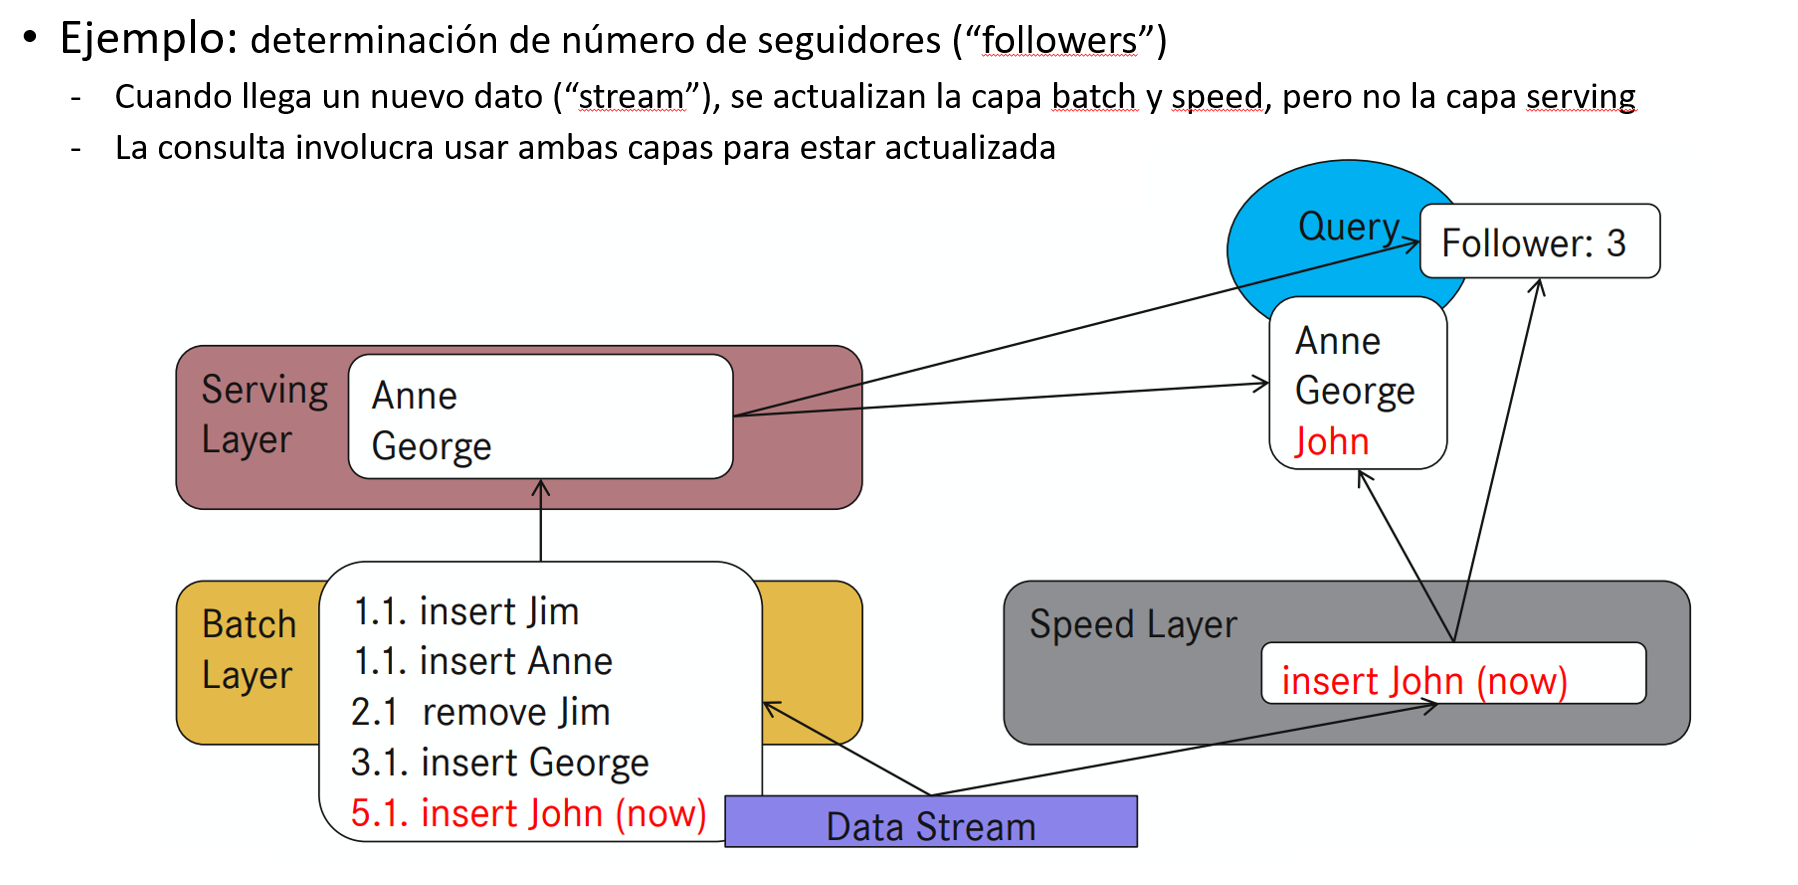 • Ejemplo: determinación de número de seguidores (“followers”)
- Cuando llega un nuevo dato (“stream”), se actualizan la capa batch y speed, pero no la capa serving
- La consulta involucra usar ambas capas para estar actualizada
Query
Follower: 3
Anne
George
John
Serving
Layer
Anne
George
Batch
Layer
1.1. insert Jim
1.1. insert Anne
2.1 remove Jim
3.1. insert George
5.1. insert John (now)
Speed Layer
insert John (now)
Data Stream